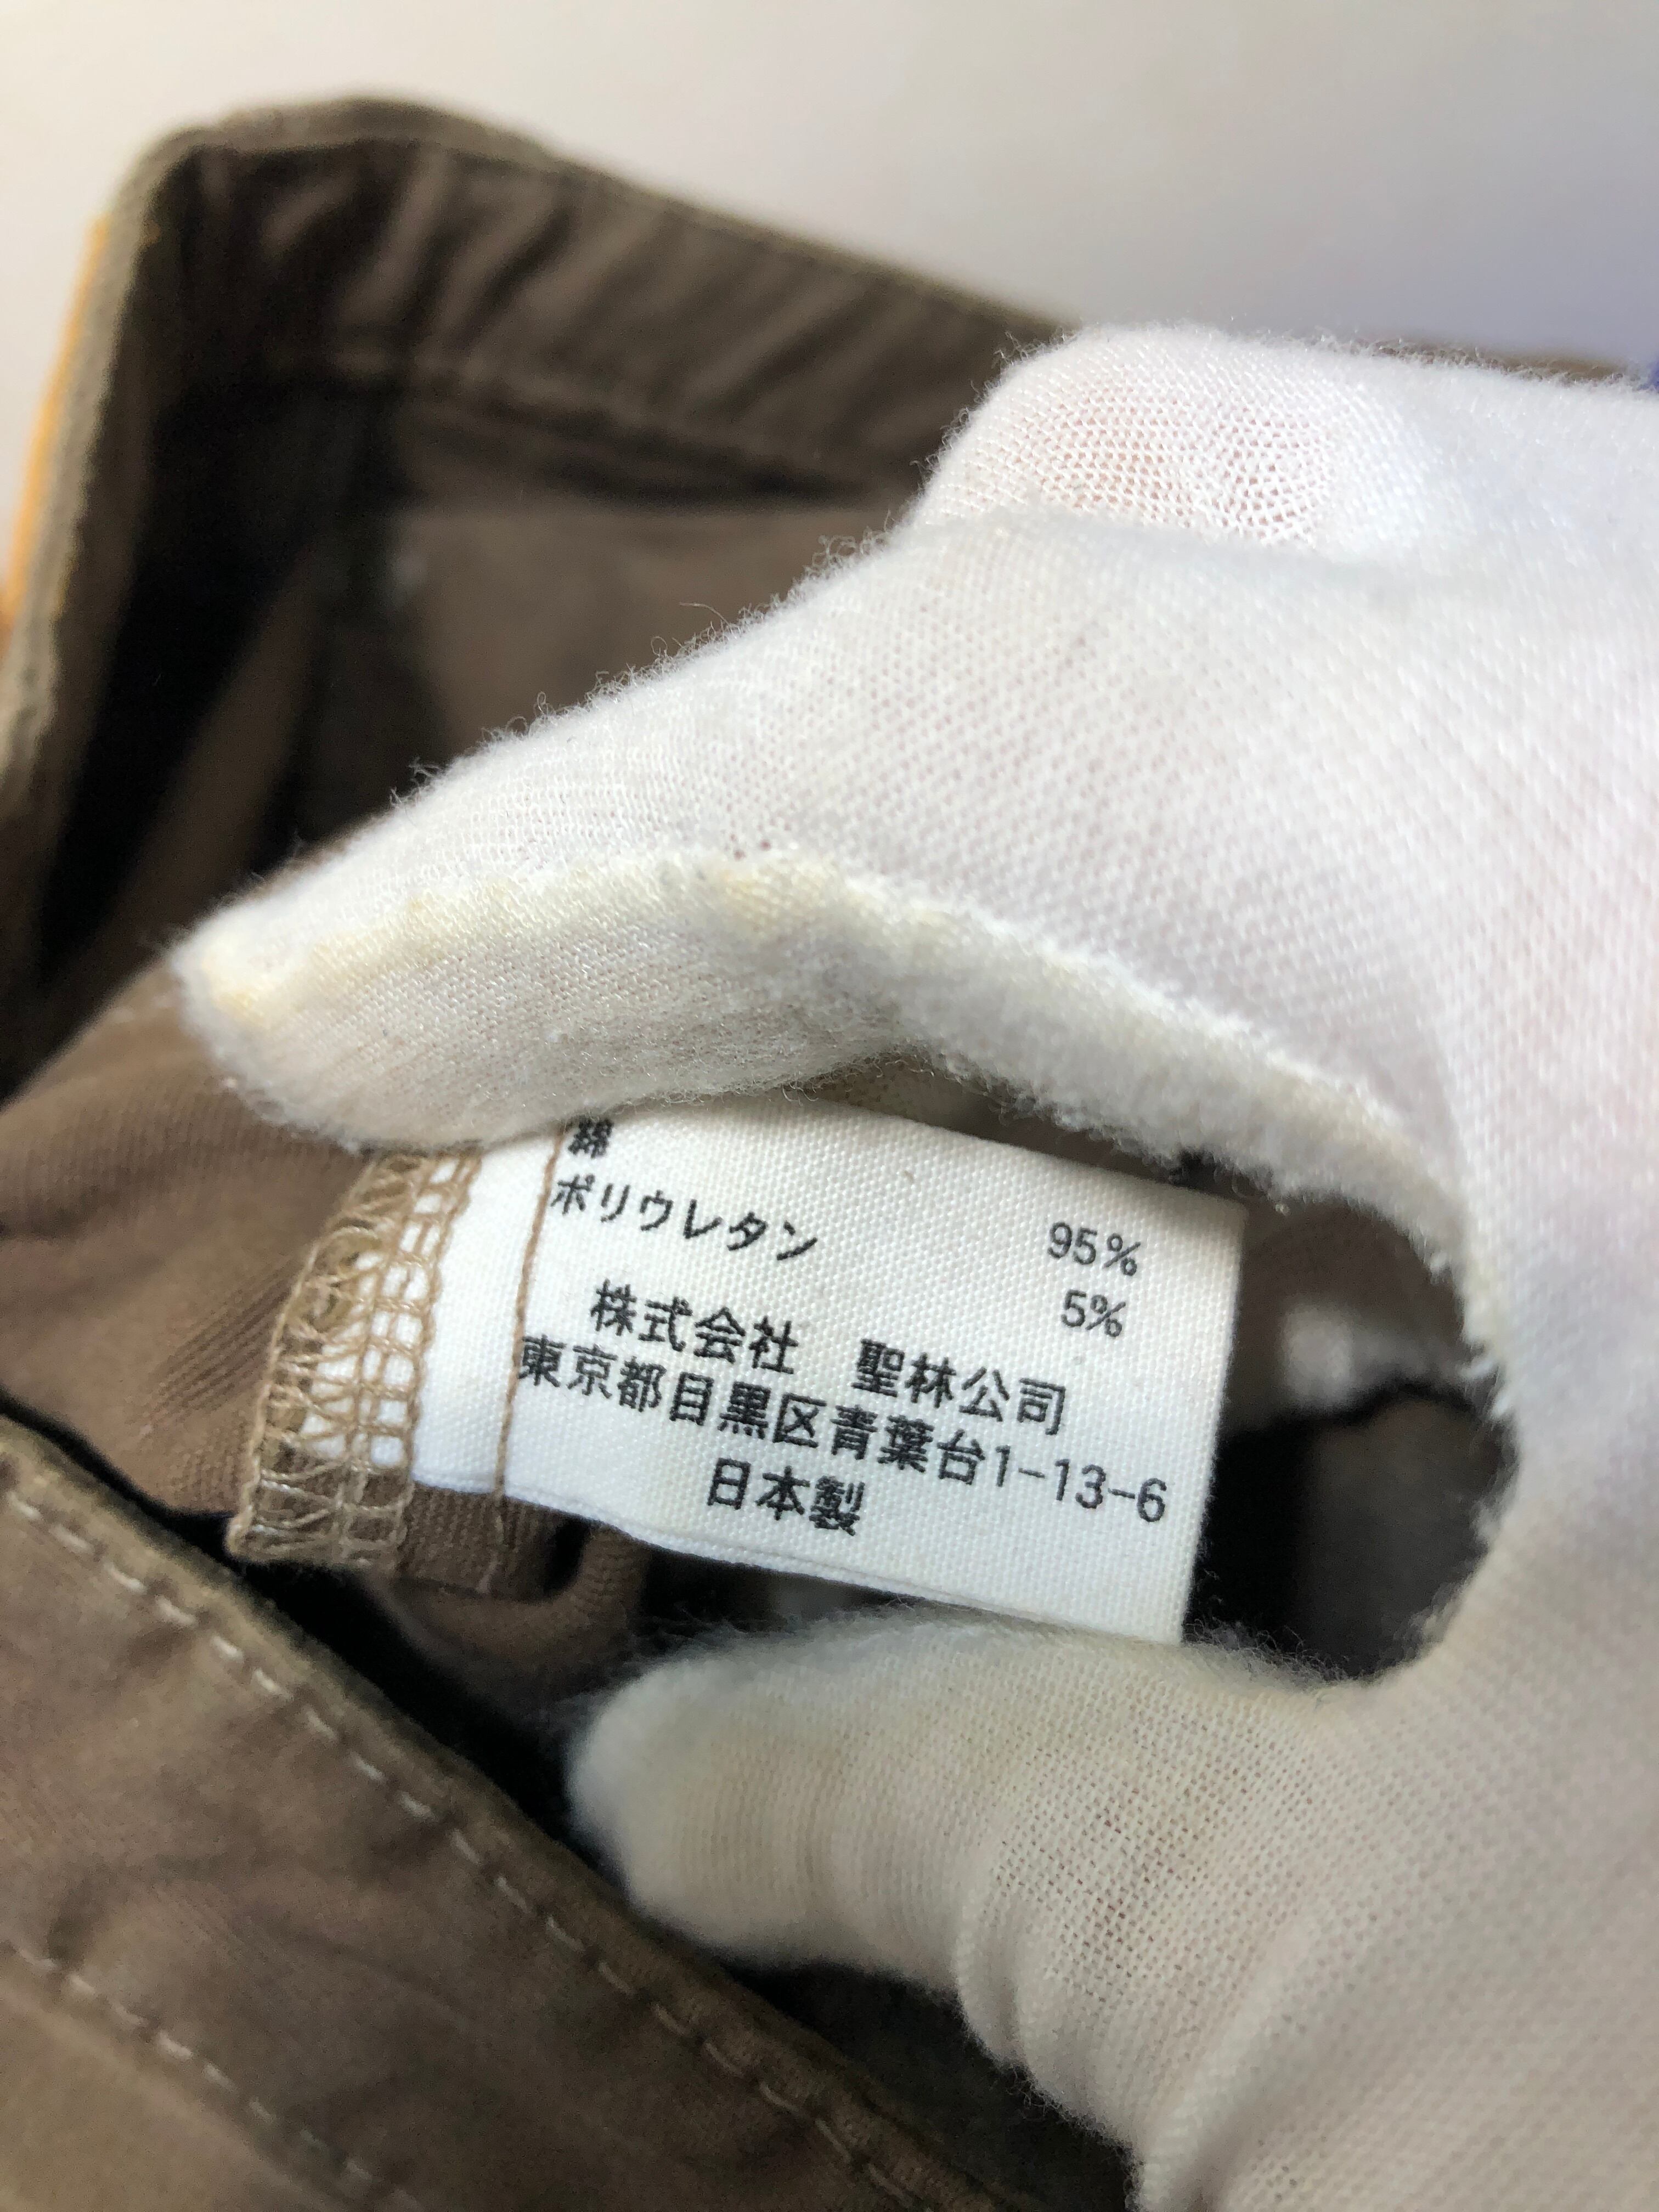 綿 95%
ポリウレタン 5%
株式会社 聖林公司
東京都目黒区青葉台1-13-6
日本製